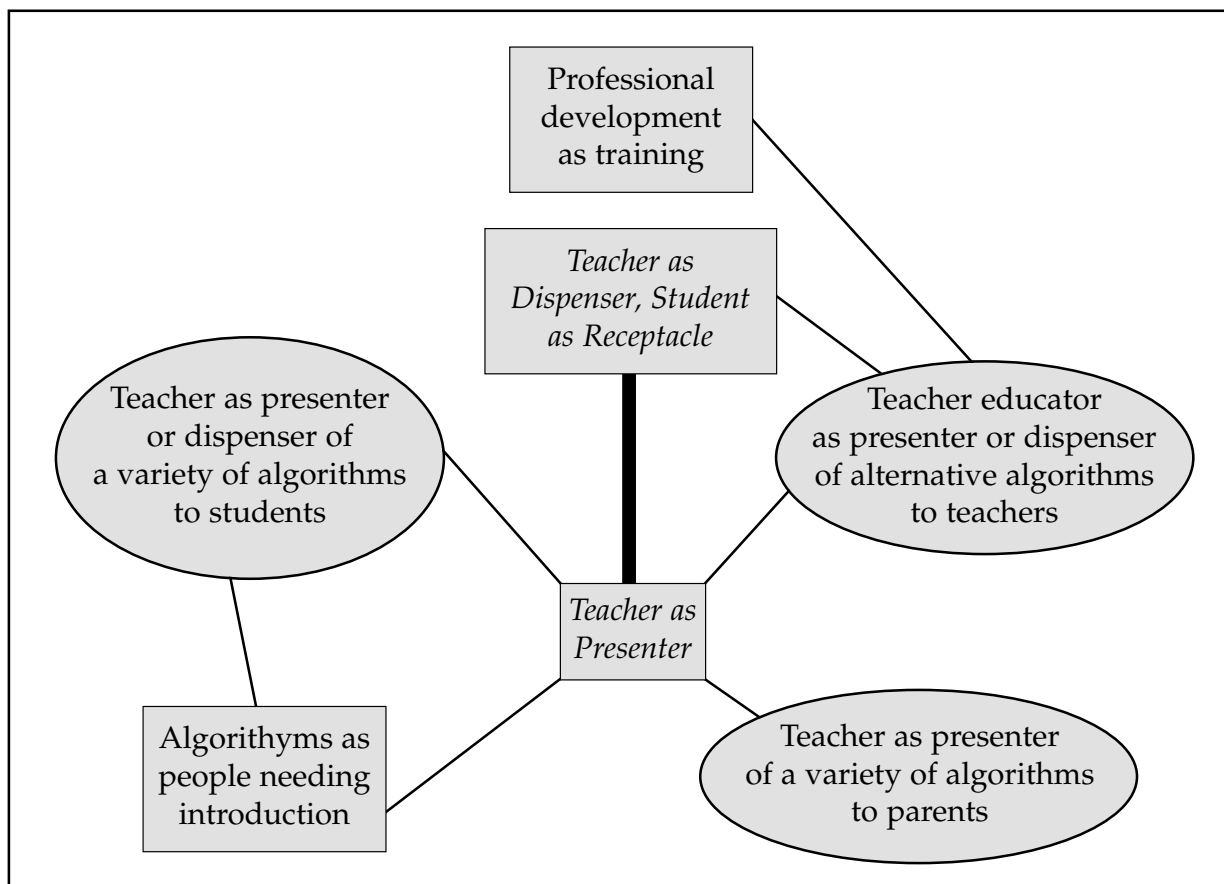 Professional
development
as training
Teacher as
Dispenser, Student
as Receptacle
Teacher as presenter
or dispenser of
a variety of algorithms
to students
Teacher educator
as presenter or dispenser
of alternative algorithms
to teachers
Teacher as
Presenter
Algorithyms as
people needing
introduction
Teacher as presenter
of a variety of algorithms
to parents